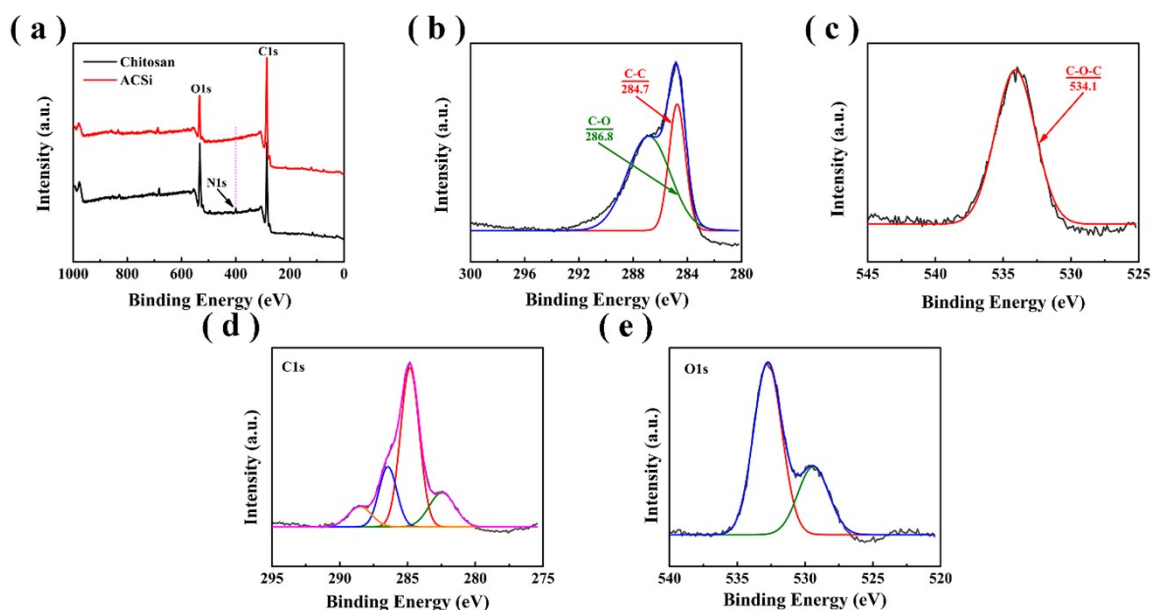 ( a )
Chitosan
ACSi
O1s
C1s
N1s
Intensity (a.u.)
1000 800 600 400 200 0
Binding Energy (eV)
( b )
C-C
284.7
C-O
286.8
Intensity (a.u.)
300 296 292 288 284 280
Binding Energy (eV)
( c )
C-O-C
534.1
Intensity (a.u.)
545 540 535 530 525
Binding Energy (eV)
( d )
C1s
Intensity (a.u.)
295 290 285 280 275
Binding Energy (eV)
( e )
O1s
Intensity (a.u.)
540 535 530 525 520
Binding Energy (eV)